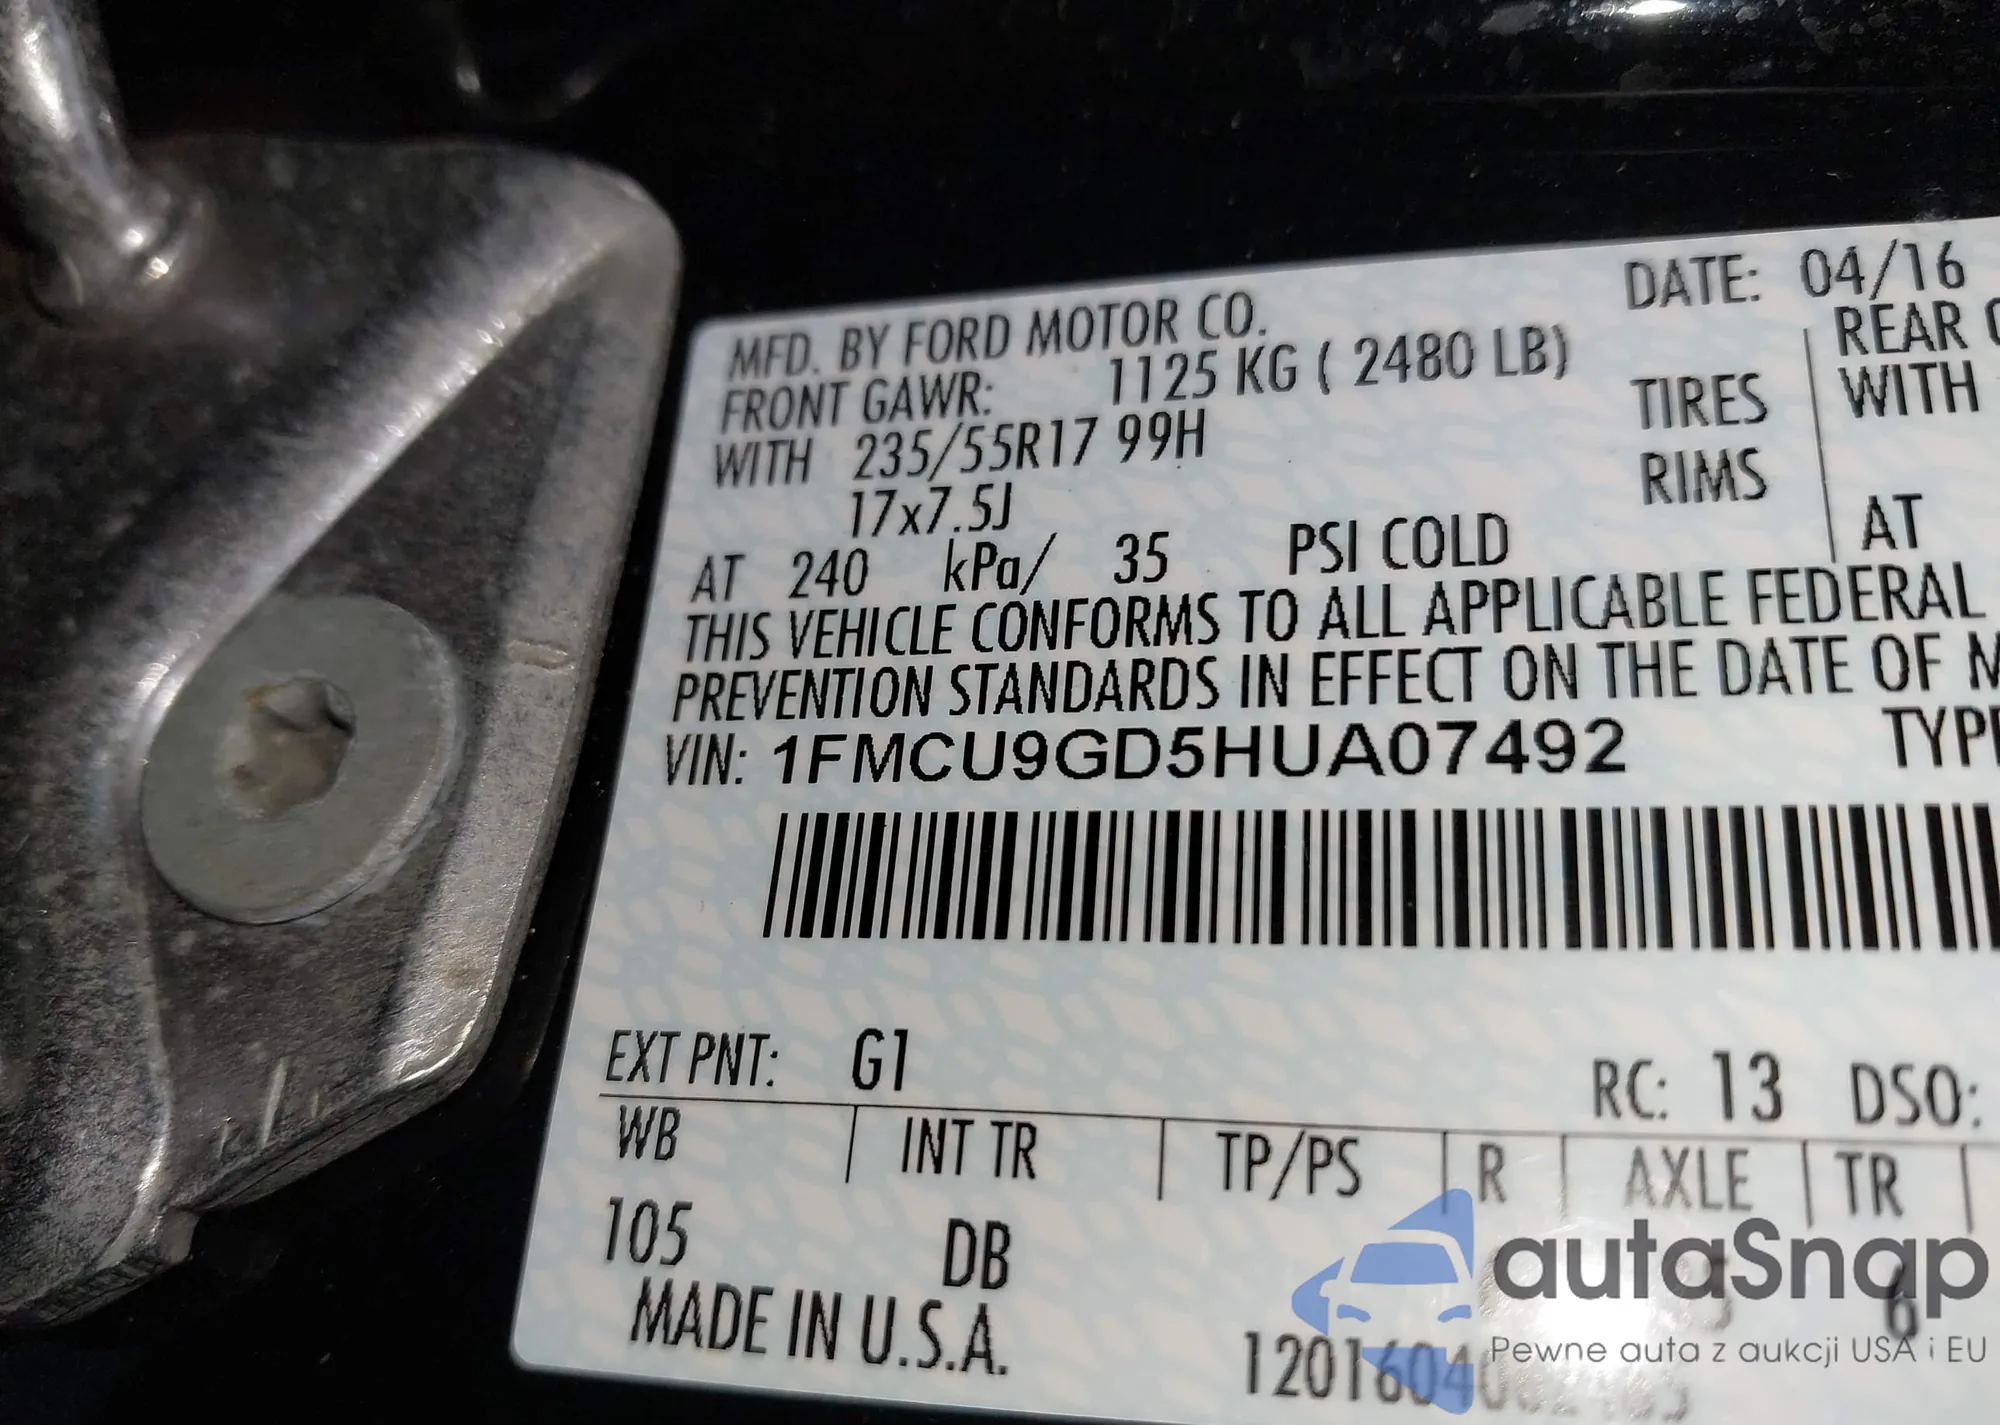 DATE: 04/16
MFD. BY FORD MOTOR CO.
FRONT GAWR: 1125 KG ( 2480 LB)
REAR
WITH 235/55R17 99H TIRES WITH
17x7.5J RIMS
AT 240 kPa/ 35 PSI COLD AT
THIS VEHICLE CONFORMS TO ALL APPLICABLE FEDERAL
PREVENTION STANDARDS IN EFFECT ON THE DATE OF
VIN: 1FMCU9GD5HUA07492 TYPE
EXT PNT: G1 RC: 13 DSO:
WB INT TR TP/PS R AXLE TR
105 DB 6
MADE IN U.S.A.
autaSnap
Pewne auta z aukcji USA i EU